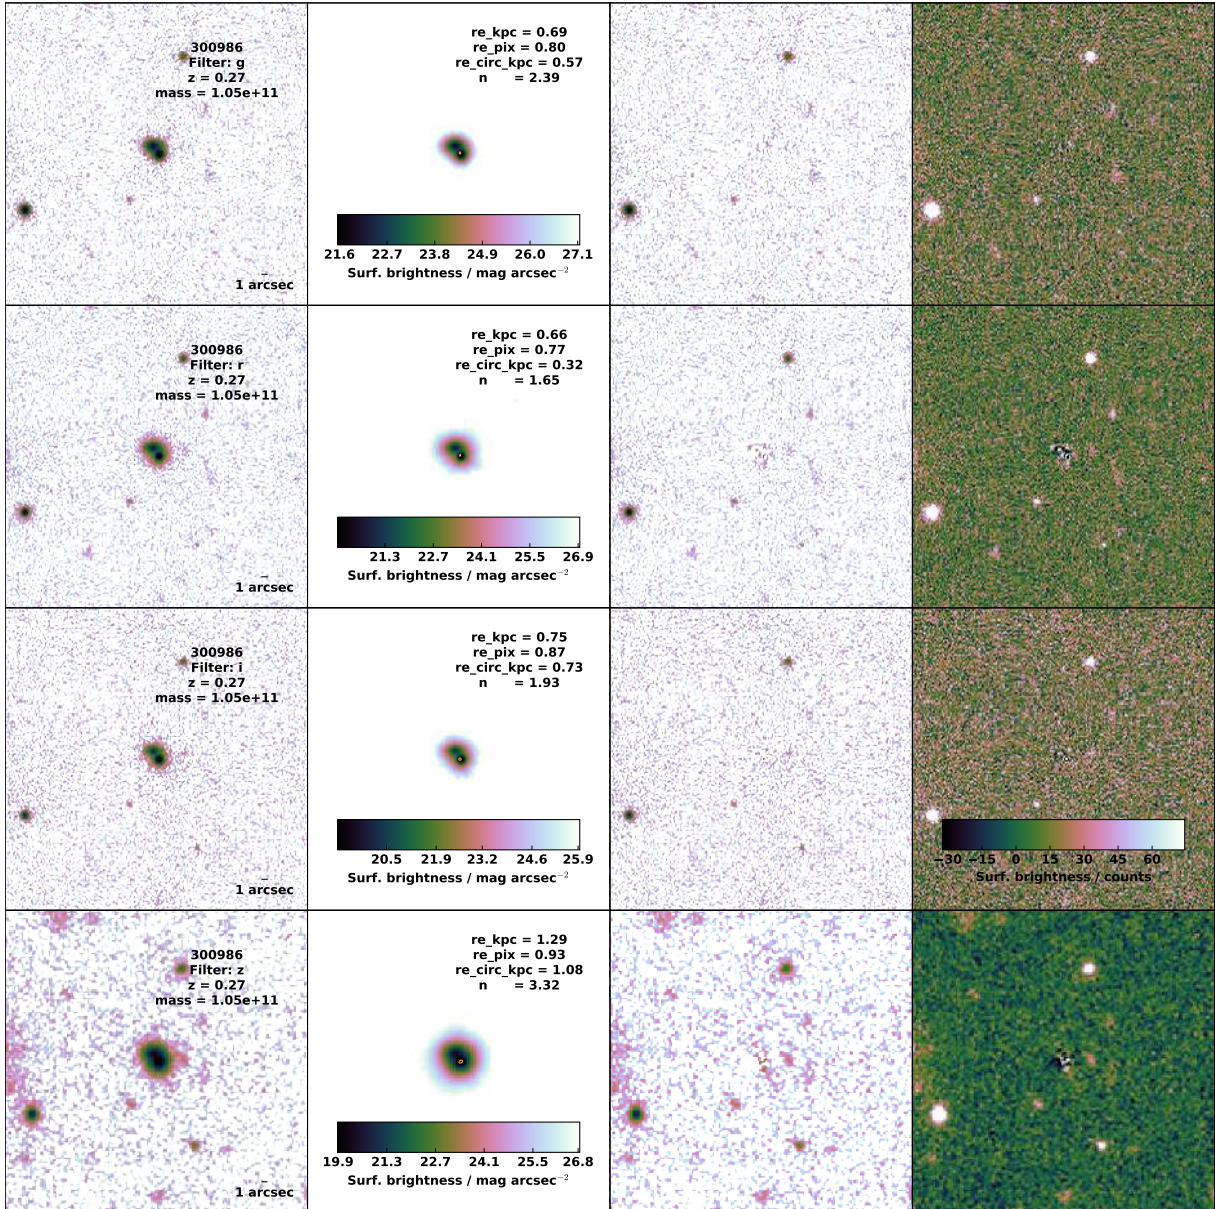 300986
Filter: g
z = 0.27
mass = 1.05e+11
1 arcsec
re_kpc = 0.69
re_pix = 0.80
re_circ_kpc = 0.57
n = 2.39
21.6 22.7 23.8 24.9 26.0 27.1
Surf. brightness / mag arcsec⁻²
300986
Filter: r
z = 0.27
mass = 1.05e+11
1 arcsec
re_kpc = 0.66
re_pix = 0.77
re_circ_kpc = 0.32
n = 1.65
21.3 22.7 24.1 25.5 26.9
Surf. brightness / mag arcsec⁻²
300986
Filter: i
z = 0.27
mass = 1.05e+11
1 arcsec
re_kpc = 0.75
re_pix = 0.87
re_circ_kpc = 0.73
n = 1.93
20.5 21.9 23.2 24.6 25.9
Surf. brightness / mag arcsec⁻²
−30 −15 0 15 30 45 60
Surf. brightness / counts
300986
Filter: z
z = 0.27
mass = 1.05e+11
1 arcsec
re_kpc = 1.29
re_pix = 0.93
re_circ_kpc = 1.08
n = 3.32
19.9 21.3 22.7 24.1 25.5 26.8
Surf. brightness / mag arcsec⁻²